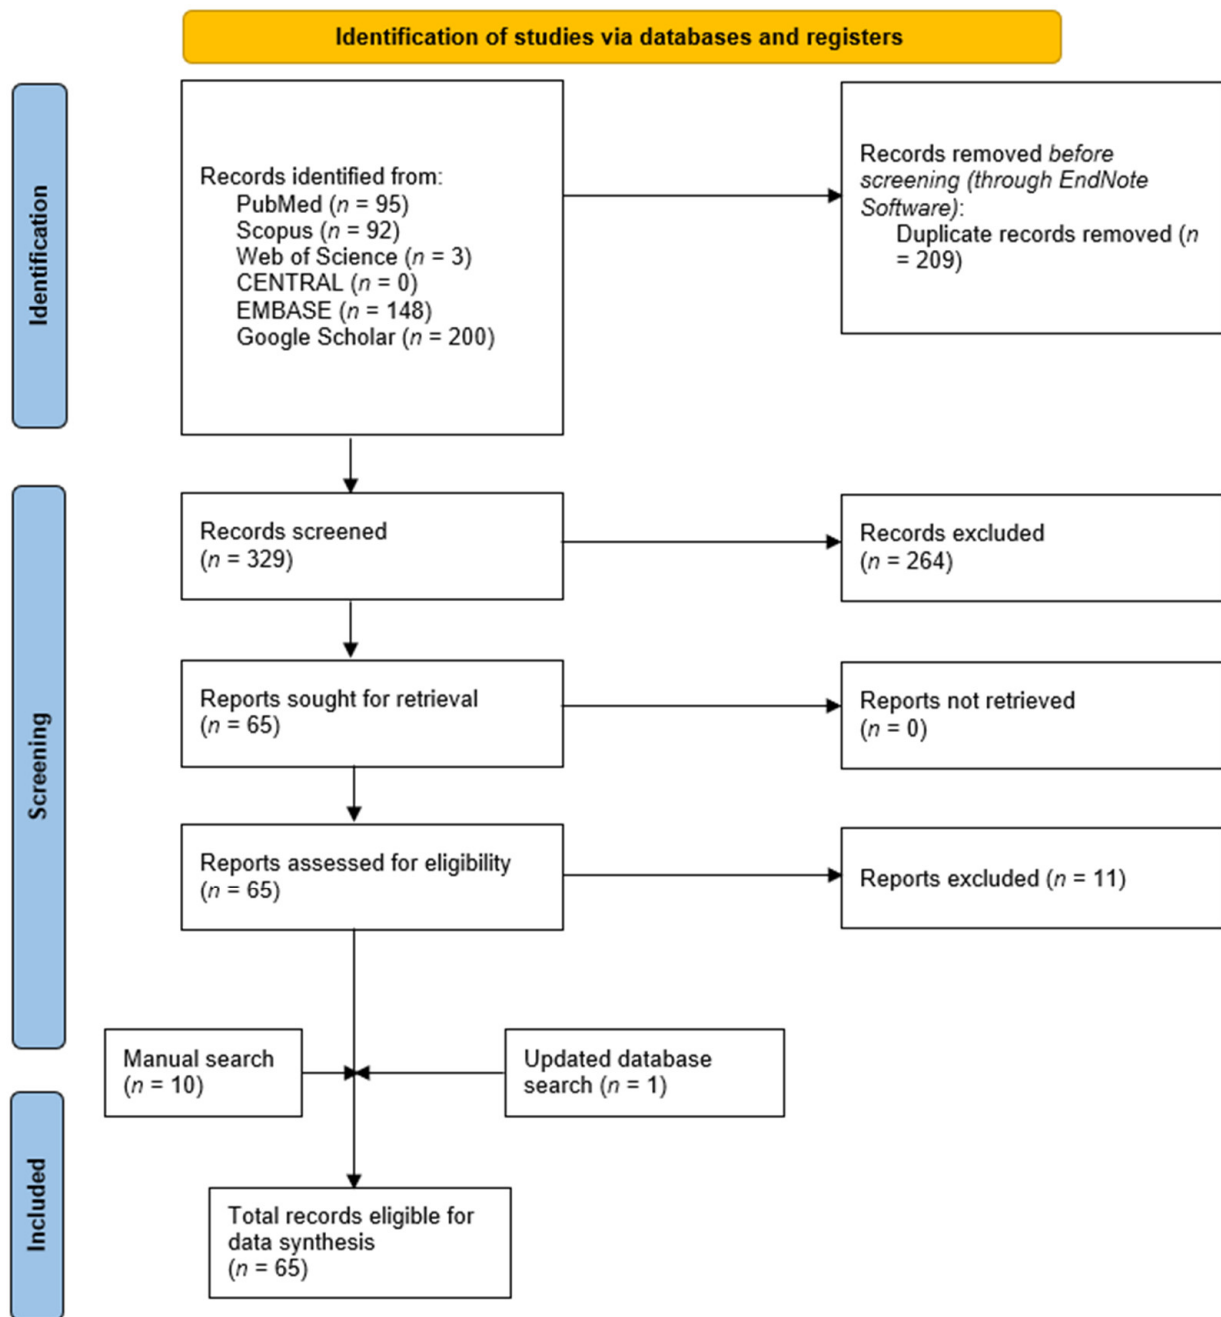 Identification of studies via databases and registers
Identification
Records identified from:
PubMed (n = 95)
Scopus (n = 92)
Web of Science (n = 3)
CENTRAL (n = 0)
EMBASE (n = 148)
Google Scholar (n = 200)
Records removed before
screening (through EndNote
Software):
Duplicate records removed (n
= 209)
Screening
Records screened
(n = 329)
Records excluded
(n = 264)
Reports sought for retrieval
(n = 65)
Reports not retrieved
(n = 0)
Reports assessed for eligibility
(n = 65)
Reports excluded (n = 11)
Manual search
(n = 10)
Updated database
search (n = 1)
Included
Total records eligible for
data synthesis
(n = 65)